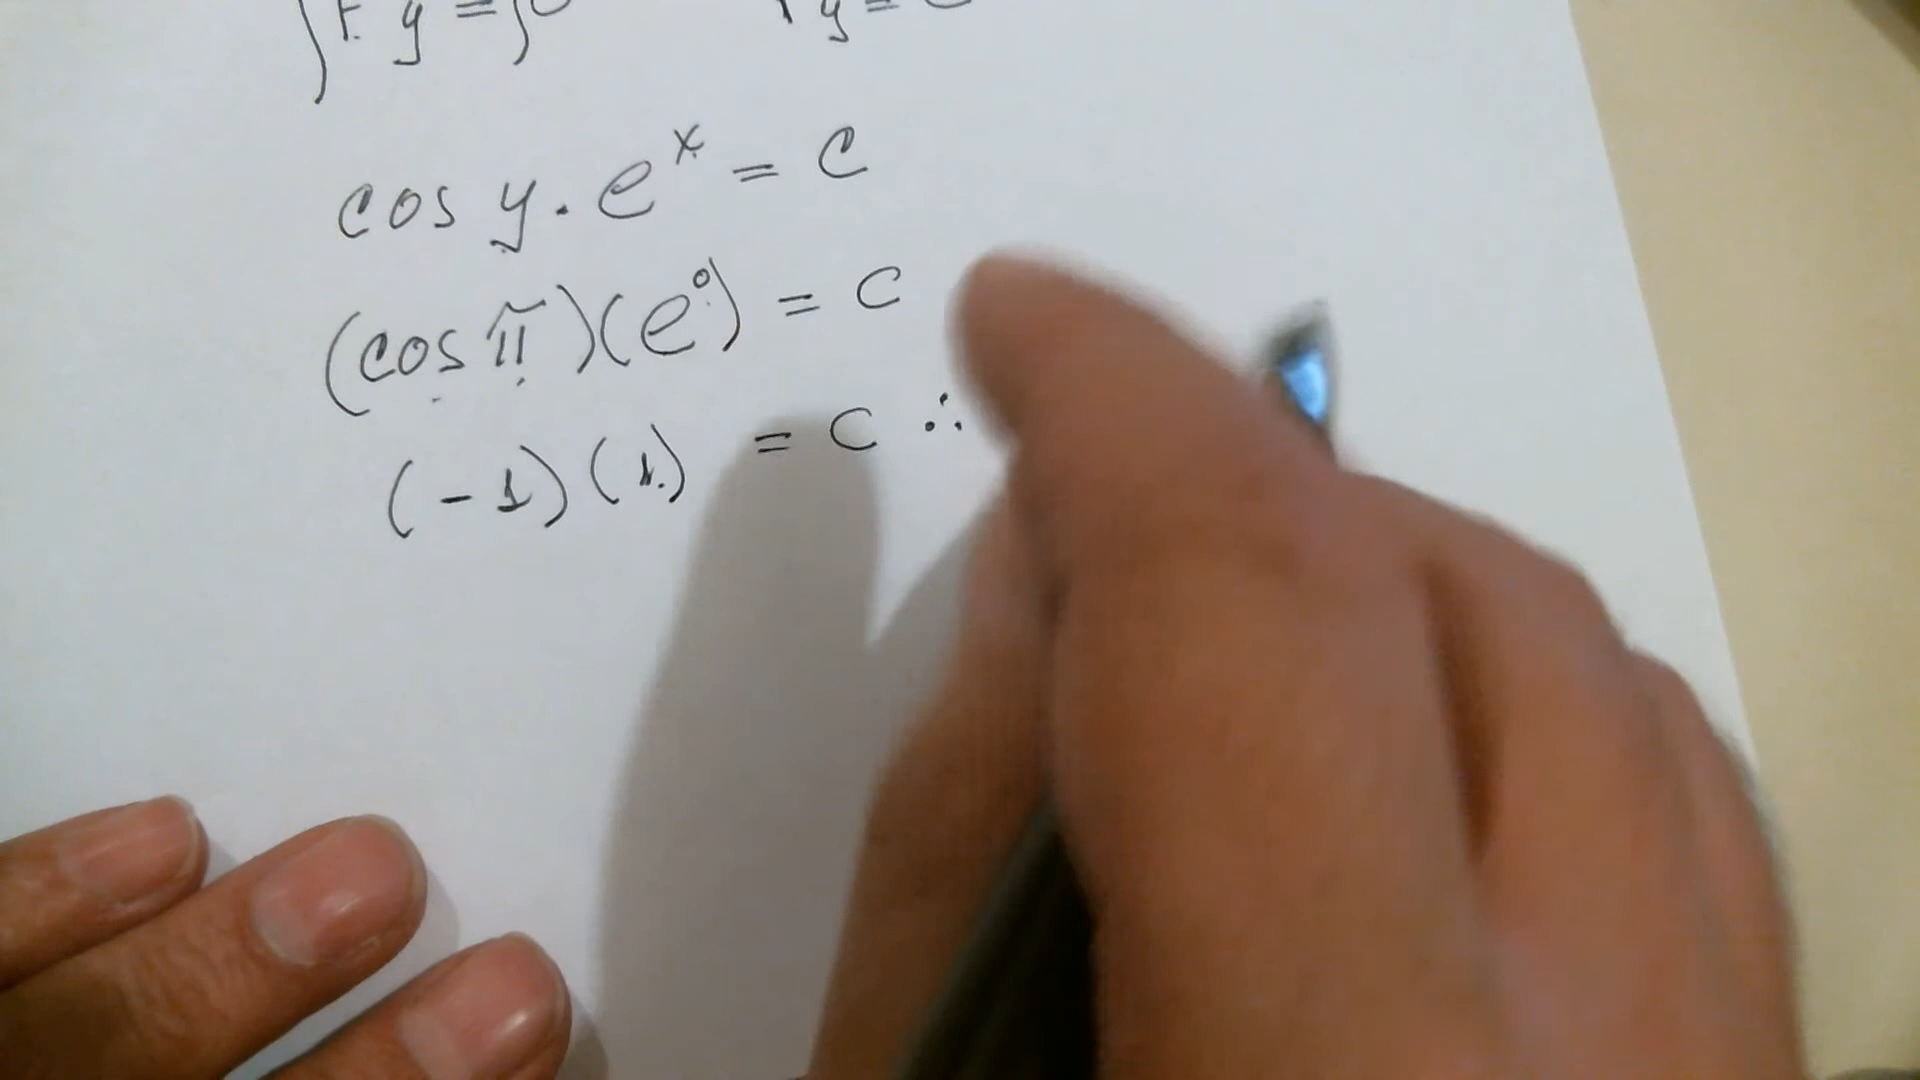 cos y · e^x = c
(cos π)(e^0) = c
(-1)(1) = c ∴